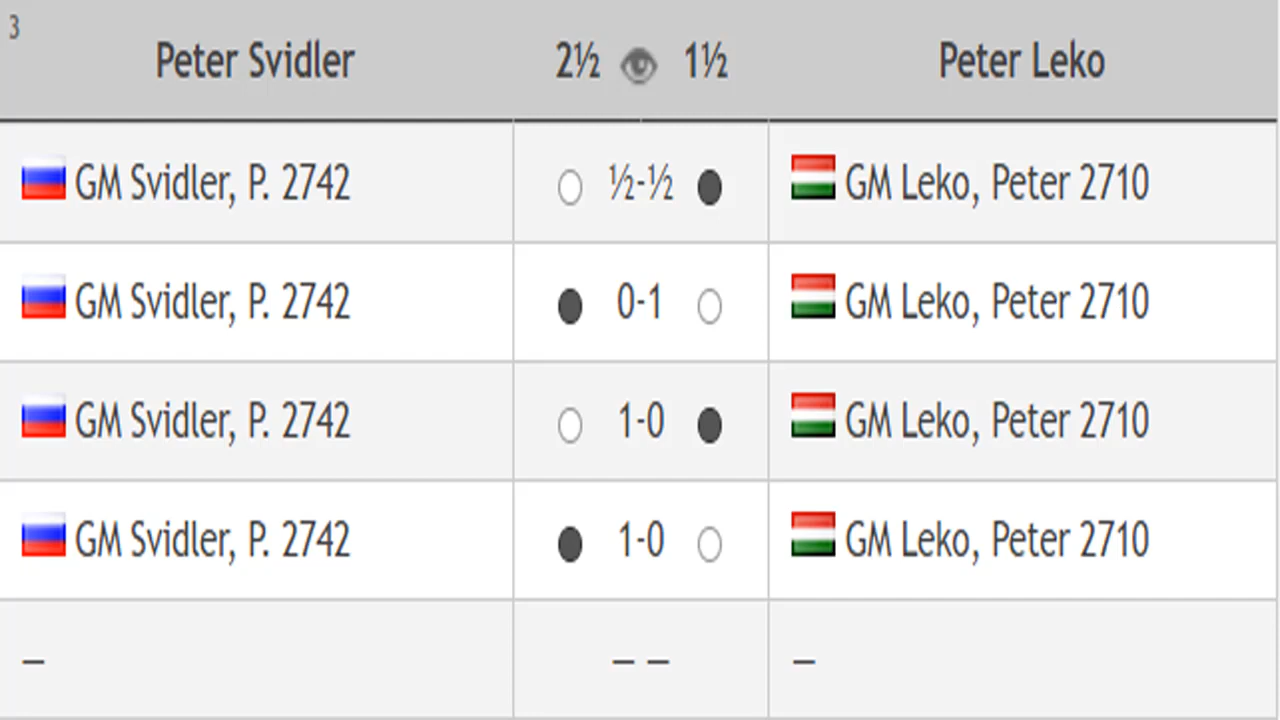 3
Peter Svidler 2½ 1½ Peter Leko
GM Svidler, P. 2742 ½-½ GM Leko, Peter 2710
GM Svidler, P. 2742 0-1 GM Leko, Peter 2710
GM Svidler, P. 2742 1-0 GM Leko, Peter 2710
GM Svidler, P. 2742 1-0 GM Leko, Peter 2710
– – – –